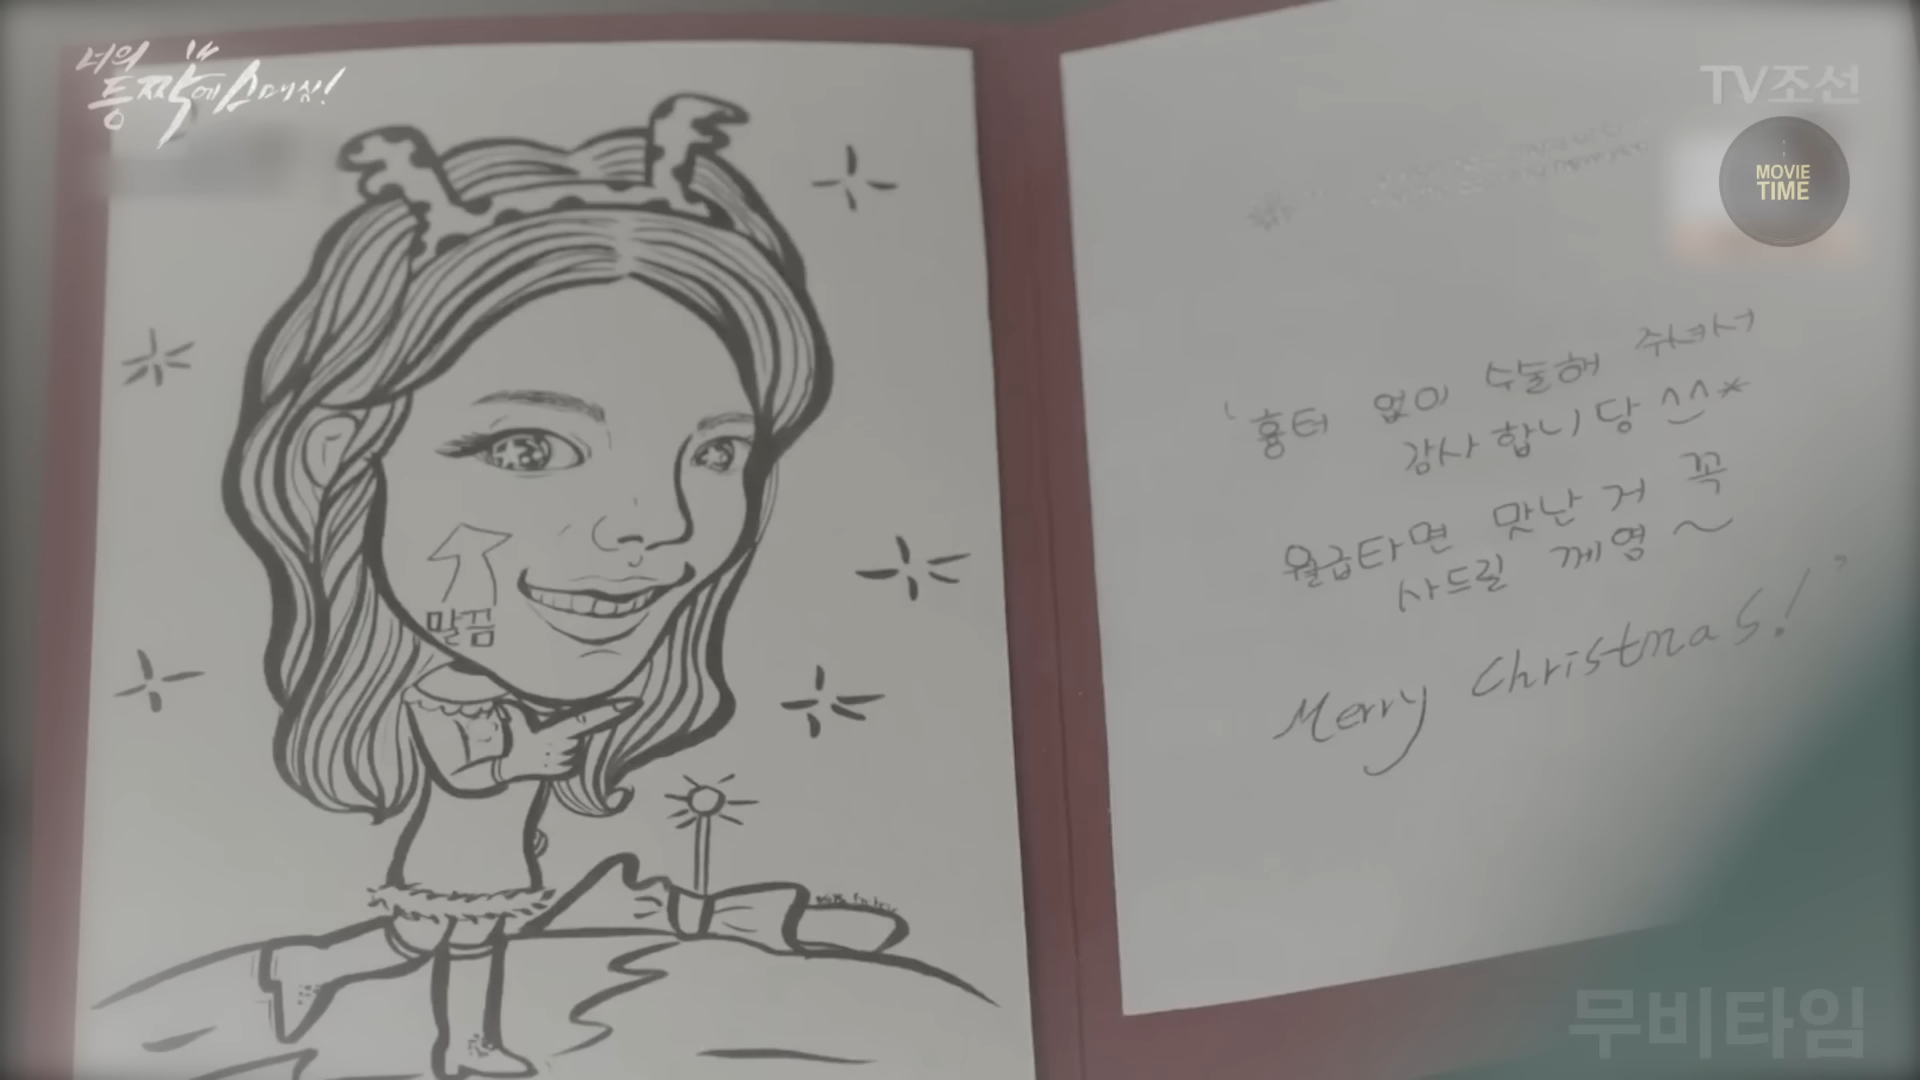 너의
등짝에 스매싱!
TV조선
MOVIE
TIME
말끔
'흉터 없이 수술해 주셔서
감사합니당 ^^*
월급타면 맛난 거 꼭
사드릴 께염~
Merry Christmas!"
무비타임